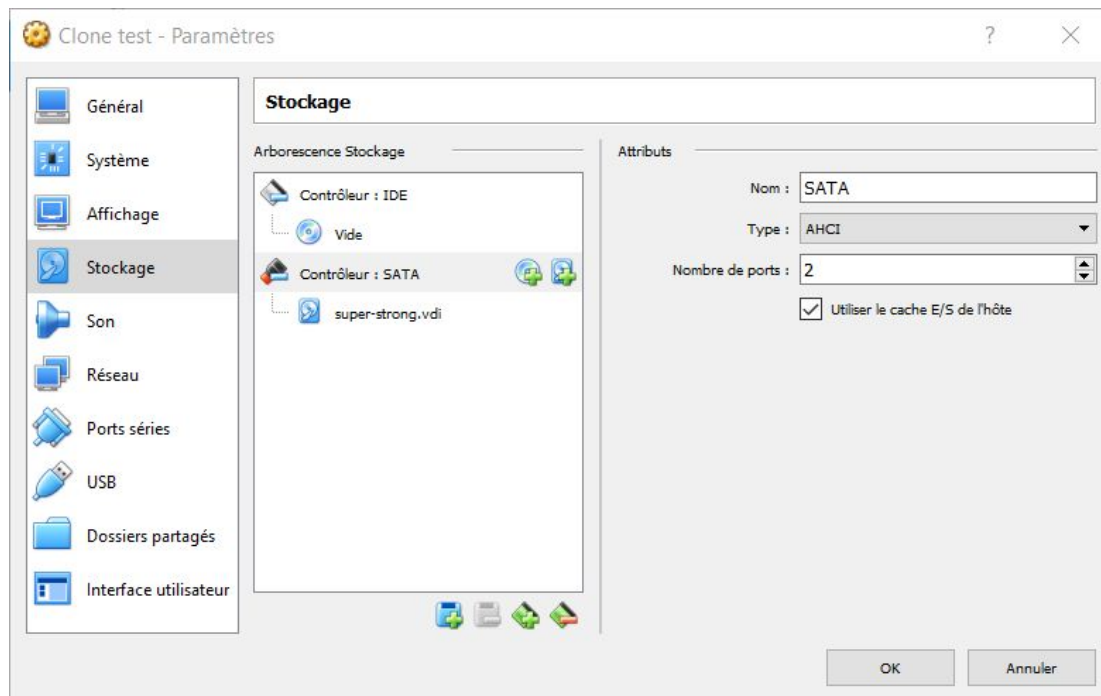 Clone test - Paramètres
?
Général
Système
Affichage
Stockage
Son
Réseau
Ports séries
USB
Dossiers partagés
Interface utilisateur
Stockage
Arborescence Stockage
Contrôleur : IDE
Vide
Contrôleur : SATA
super-strong.vdi
Attributs
Nom : SATA
Type : AHCI
Nombre de ports : 2
Utiliser le cache E/S de l'hôte
OK
Annuler